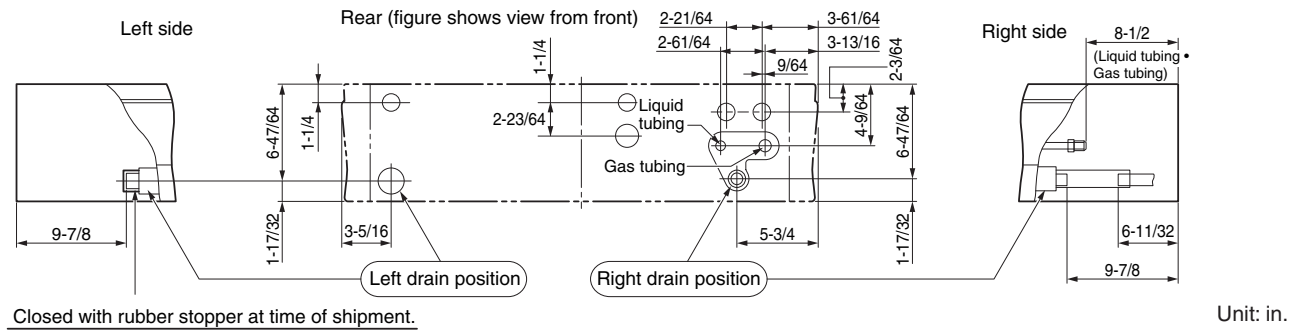 Left side
Rear (figure shows view from front)
Right side
2-21/64
3-61/64
2-61/64
3-13/16
9/64
2-3/64
8-1/2
(Liquid tubing •
Gas tubing)
1-1/4
6-47/64
1-1/4
2-23/64
Liquid
tubing
Gas tubing
4-9/64
6-47/64
9-7/8
1-17/32
3-5/16
5-3/4
1-17/32
6-11/32
9-7/8
Left drain position
Right drain position
Closed with rubber stopper at time of shipment.
Unit: in.